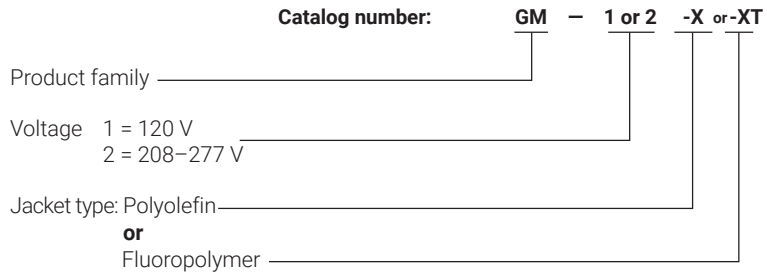 Catalog number: GM – 1 or 2 -X or -XT
Product family
Voltage 1 = 120 V
2 = 208–277 V
Jacket type: Polyolefin
or
Fluoropolymer